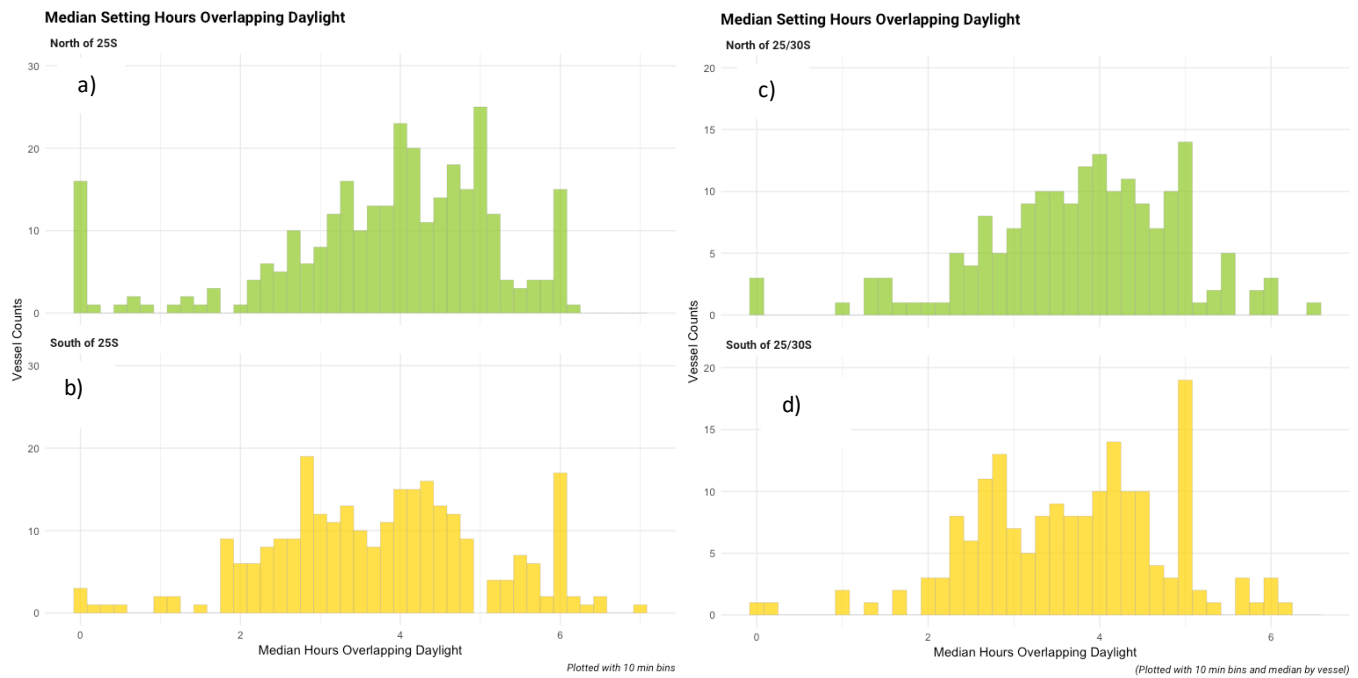 Median Setting Hours Overlapping Daylight
North of 25S
a)
30
20
10
0
South of 25S
b)
30
20
10
0
Vessel Counts
0 2 4 6
Median Hours Overlapping Daylight
Plotted with 10 min bins
Median Setting Hours Overlapping Daylight
North of 25/30S
c)
20
15
10
5
0
South of 25/30S
d)
20
15
10
5
0
Vessel Counts
0 2 4 6
Median Hours Overlapping Daylight
(Plotted with 10 min bins and median by vessel)